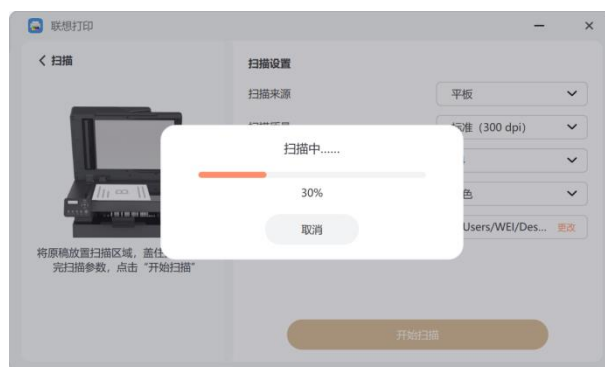 联想打印
扫描
扫描设置
扫描来源
平板
(300 dpi)
扫描中......
30%
取消
色
Users/WEI/Des...
更改
将原稿放置扫描区域，盖住
完扫描参数，点击“开始扫描”
开始扫描